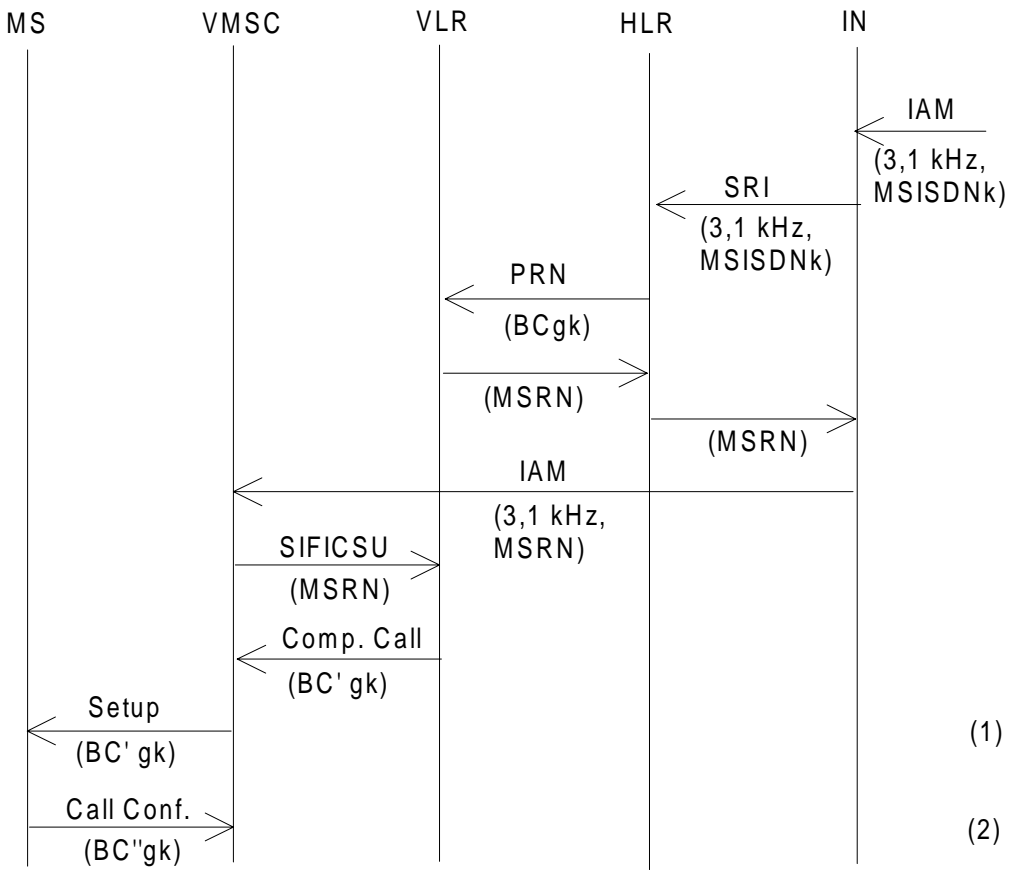 MS VMSC VLR HLR IN
IAM
(3,1 kHz,
MSISDNk)
SRI
(3,1 kHz,
MSISDNk)
PRN
(BCgk)
(MSRN)
(MSRN)
IAM
(3,1 kHz,
MSRN)
SIFICSU
(MSRN)
Comp. Call
(BC' gk)
Setup
(BC' gk)
(1)
Call Conf.
(BC''gk)
(2)